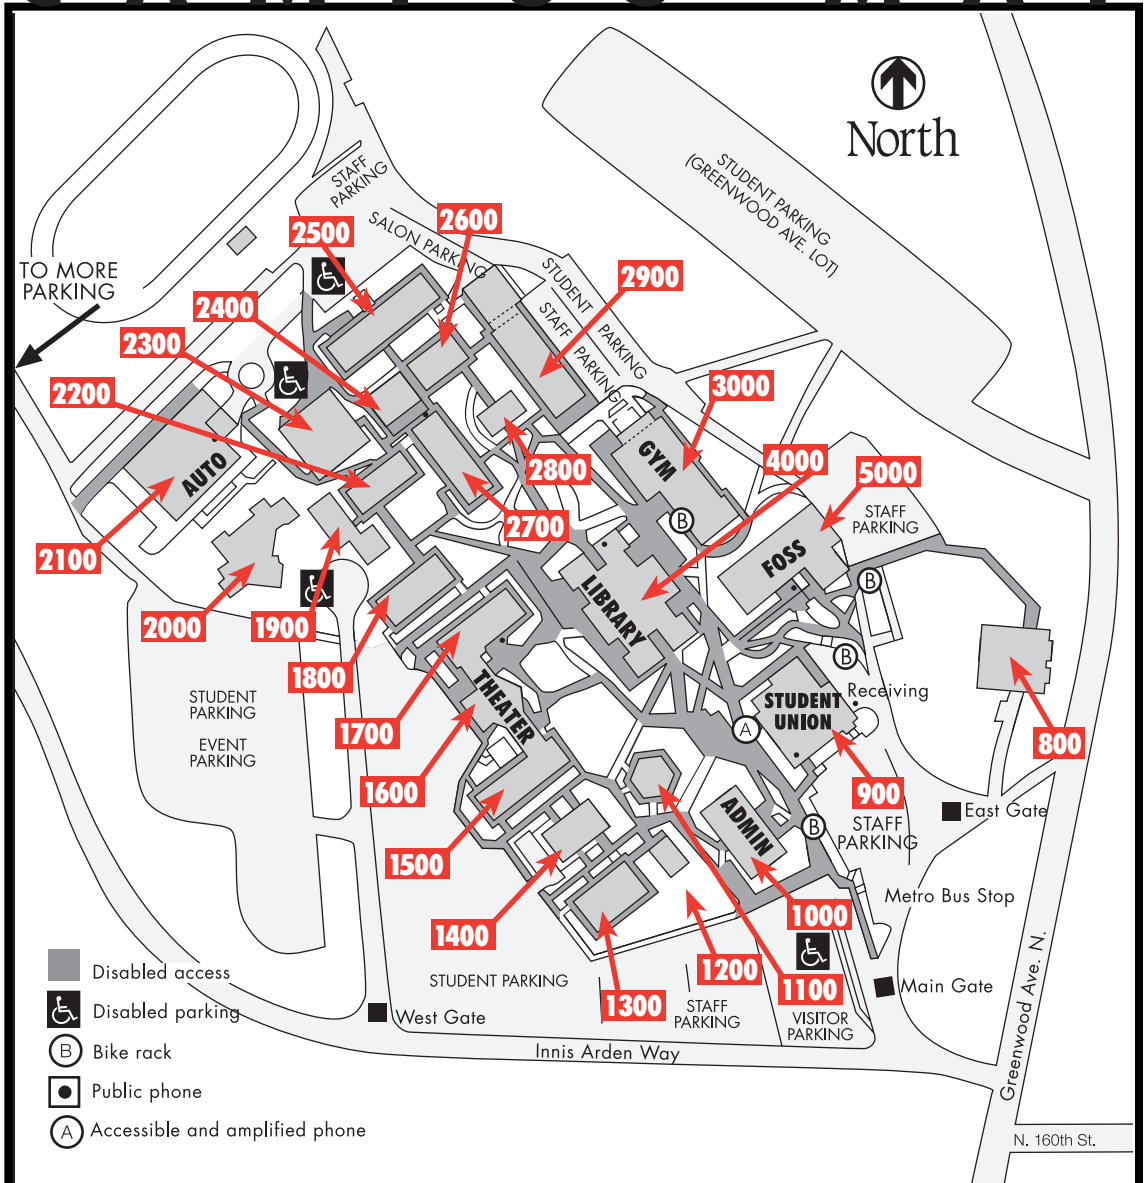 CAMPUS MAP
North
STUDENT PARKING
(GREENWOOD AVE. LOT)
STAFF
PARKING
SALON PARKING
2600
2500
STUDENT PARKING
STAFF PARKING
TO MORE
PARKING
2900
2400
2300
2200
3000
GYM
4000
5000
2800
AUTO
STAFF
PARKING
2700
2100
FOSS
B
B
LIBRARY
2000
1900
B
1800
STUDENT
PARKING
EVENT
PARKING
THEATER
STUDENT
UNION
Receiving
A
1700
800
1600
900
ADMIN
East Gate
STAFF
PARKING
B
1500
Metro Bus Stop
1400
1000
1200
1100
1300
STUDENT PARKING
STAFF
PARKING
VISITOR
PARKING
Main Gate
West Gate
Innis Arden Way
Greenwood Ave. N.
N. 160th St.
Disabled access
Disabled parking
B Bike rack
Public phone
A Accessible and amplified phone